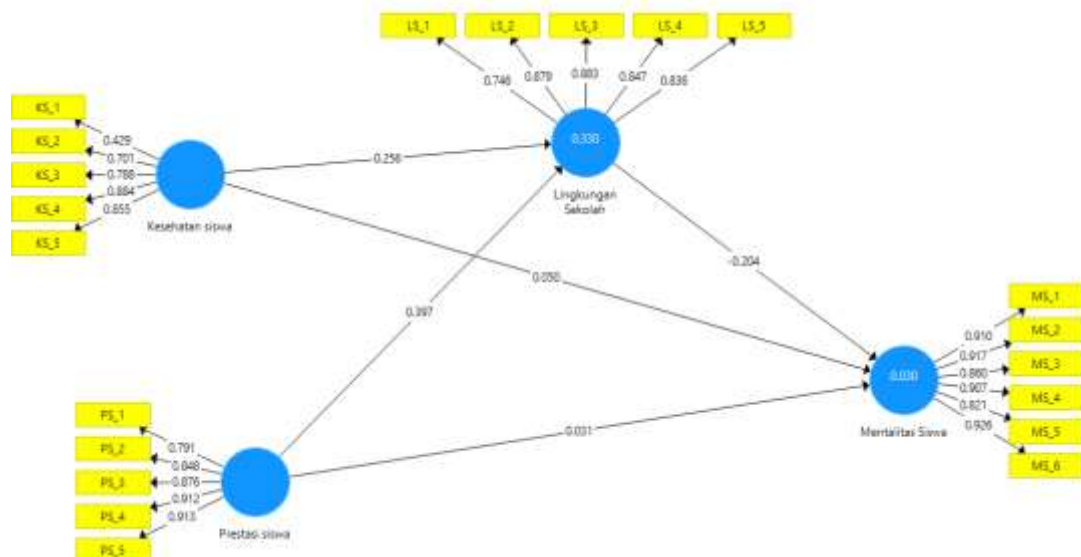 LS_1
LS_2
LS_3
LS_4
LS_5
0.746
0.879
0.883
0.847
0.836
KS_1
KS_2
KS_3
KS_4
KS_5
0.429
0.701
0.788
0.884
0.855
Kesehatan siswa
0.256
Lingkungan
Sekolah
0.397
-0.204
MS_1
MS_2
MS_3
MS_4
MS_5
MS_6
0.910
0.917
0.860
0.907
0.821
0.926
0.030
Mentalitas Siswa
0.031
PS_1
PS_2
PS_3
PS_4
PS_5
0.791
0.848
0.876
0.912
0.913
Prestasi siswa